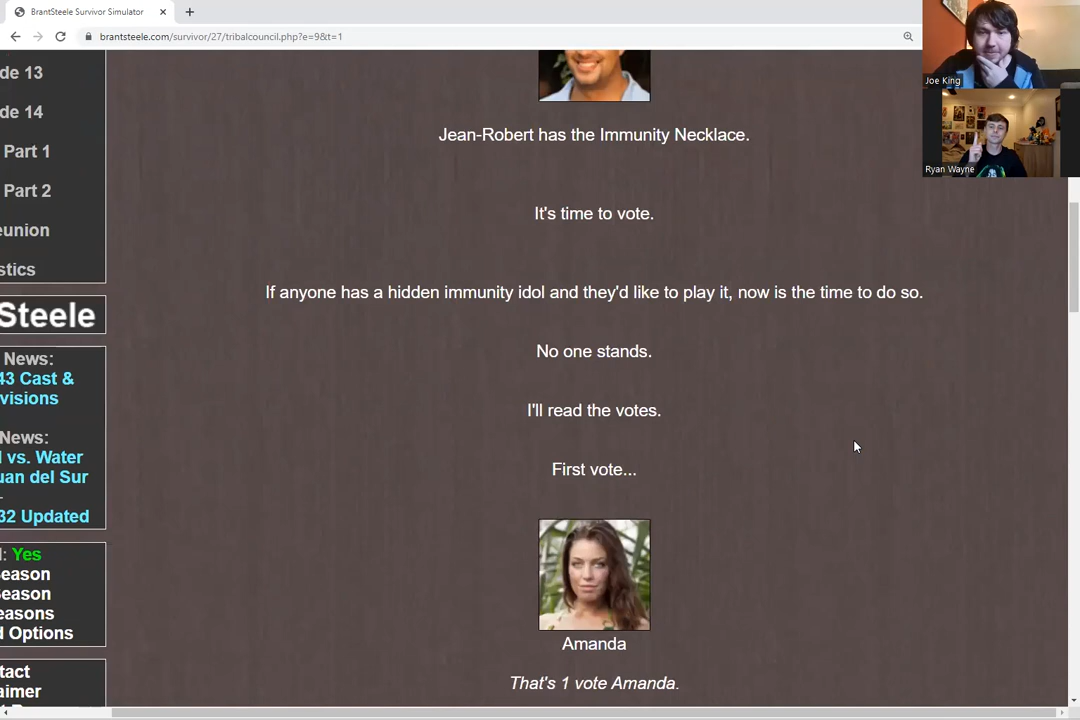 BrantSteele Survivor Simulator
brantsteele.com/survivor/27/tribalcouncil.php?e=9&t=1
Joe King
Ryan Wayne
de 13
de 14
Part 1
Part 2
eunion
stics
Steele
News:
43 Cast &
visions
News:
vs. Water
uan del Sur
32 Updated
: Yes
eason
eason
easons
d Options
tact
laimer
Jean-Robert has the Immunity Necklace.
It's time to vote.
If anyone has a hidden immunity idol and they'd like to play it, now is the time to do so.
No one stands.
I'll read the votes.
First vote...
Amanda
That's 1 vote Amanda.